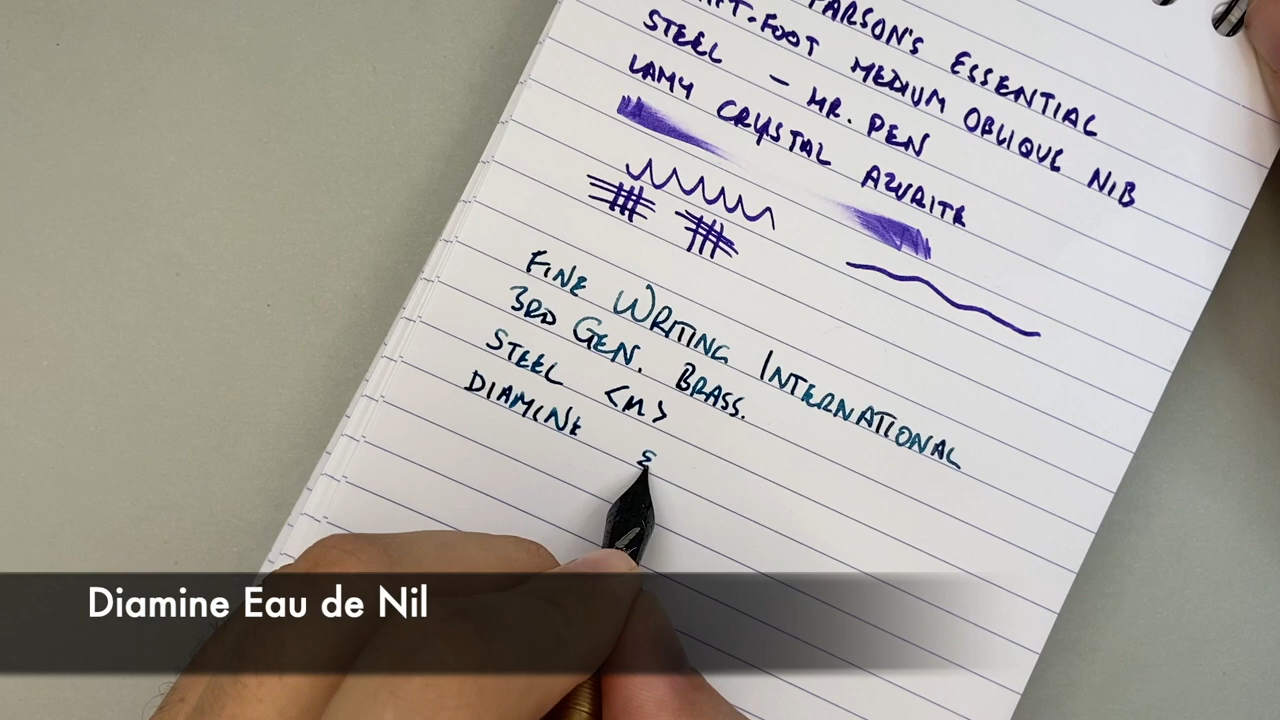 PARSON'S ESSENTIAL
FOOT MEDIUM OBLIQUE NIB
STEEL - MR. PEN
LAMY CRYSTAL AZURITE
FINE WRITING INTERNATIONAL
3RD GEN. BRASS.
STEEL <M>
DIAMINE E
Diamine Eau de Nil